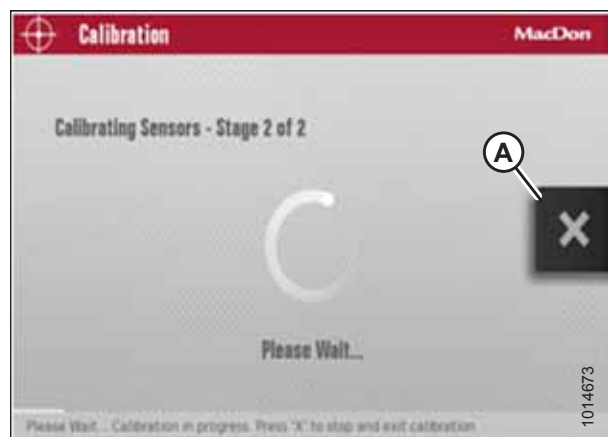 Calibration
MacDon
Calibrating Sensors - Stage 2 of 2
A
X
Please Wait...
Please Wait... Calibration in progress. Press "X" to stop and exit calibration
1014673